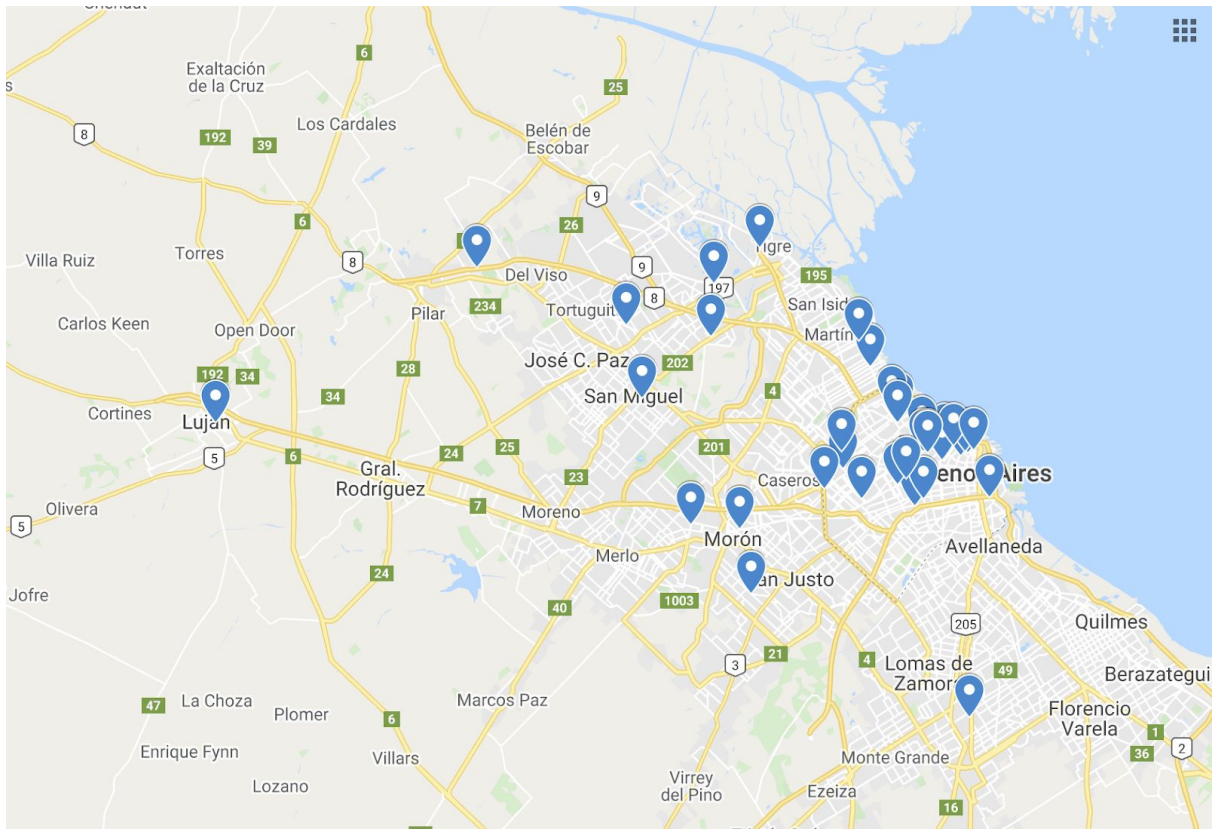 6
25
Exaltación
de la Cruz
8
192
39
Los Cardales
Belén de
Escobar
9
6
26
Torres
Villa Ruiz
8
9
Del Viso
197
195
8
234
Tortuguit
San Isid
Pilar
Carlos Keen
Open Door
Martín
José C. Paz
202
192
34
28
4
34
San Miguel
Cortines
Luján
5
6
24
25
201
Gral.
Rodríguez
23
Caseros
enos Aires
Olivera
5
7
Moreno
Morón
Merlo
Avellaneda
24
an Justo
Jofre
40
1003
205
Quilmes
21
4
3
Lomas de
Zamor
49
Berazategui
47
La Choza
Plomer
6
Marcos Paz
Florencio
Varela
1
36
2
Enrique Fynn
Villars
Monte Grande
Lozano
Virrey
del Pino
Ezeiza
16